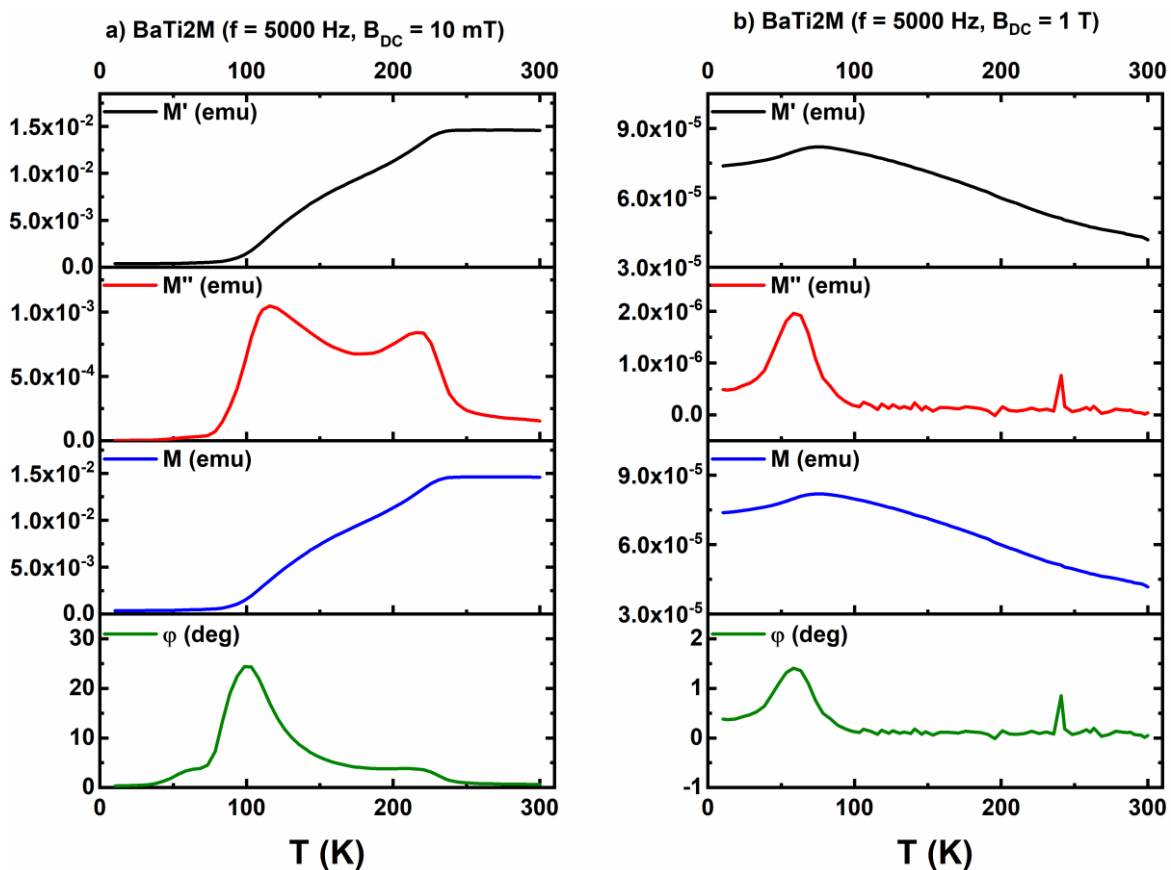 a) BaTi2M (f = 5000 Hz, B_DC = 10 mT)
0 100 200 300
M' (emu)
1.5x10⁻²
1.0x10⁻²
5.0x10⁻³
0.0
M'' (emu)
1.0x10⁻³
5.0x10⁻⁴
0.0
M (emu)
1.5x10⁻²
1.0x10⁻²
5.0x10⁻³
0.0
φ (deg)
30
20
10
0
0 100 200 300
T (K)
b) BaTi2M (f = 5000 Hz, B_DC = 1 T)
0 100 200 300
M' (emu)
9.0x10⁻⁵
6.0x10⁻⁵
3.0x10⁻⁵
M'' (emu)
2.0x10⁻⁶
1.0x10⁻⁶
0.0
M (emu)
9.0x10⁻⁵
6.0x10⁻⁵
3.0x10⁻⁵
φ (deg)
2
1
0
-1
0 100 200 300
T (K)